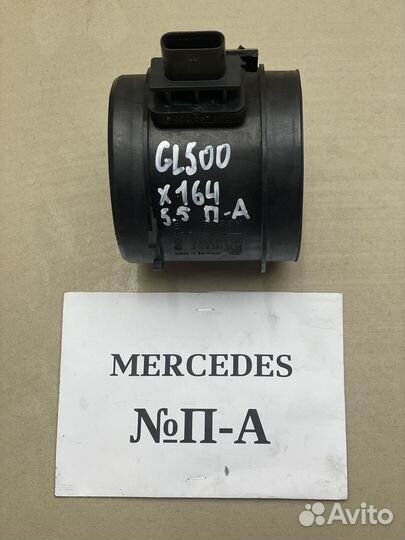 GL500
X164
5.5 П-А
Made in Germany
MERCEDES
№П-А
Avito